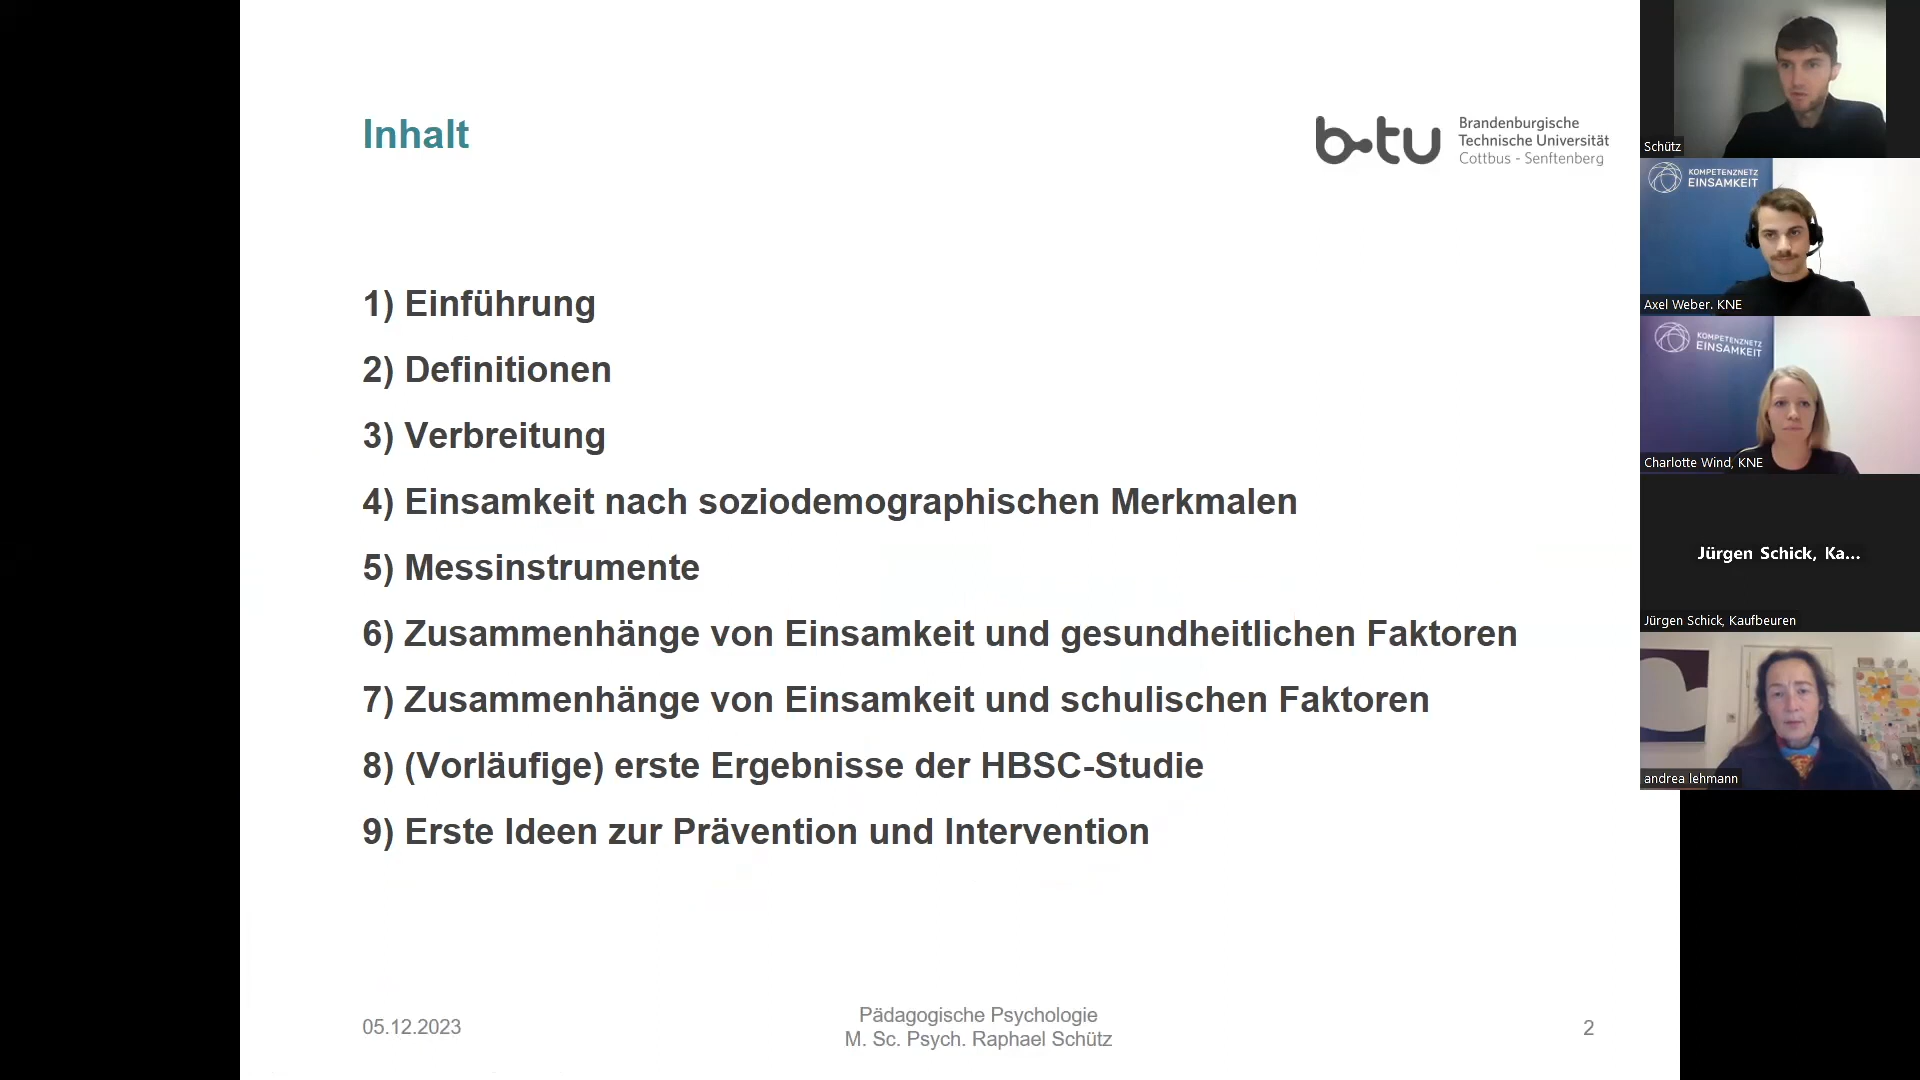 Inhalt
b-tu
Brandenburgische
Technische Universität
Cottbus - Senftenberg
1) Einführung
2) Definitionen
3) Verbreitung
4) Einsamkeit nach soziodemographischen Merkmalen
5) Messinstrumente
6) Zusammenhänge von Einsamkeit und gesundheitlichen Faktoren
7) Zusammenhänge von Einsamkeit und schulischen Faktoren
8) (Vorläufige) erste Ergebnisse der HBSC-Studie
9) Erste Ideen zur Prävention und Intervention
05.12.2023
Pädagogische Psychologie
M. Sc. Psych. Raphael Schütz
2
Schütz
KOMPETENZNETZ
EINSAMKEIT
Axel Weber. KNE
KOMPETENZNETZ
EINSAMKEIT
Charlotte Wind, KNE
Jürgen Schick, Ka...
Jürgen Schick, Kaufbeuren
andrea lehmann